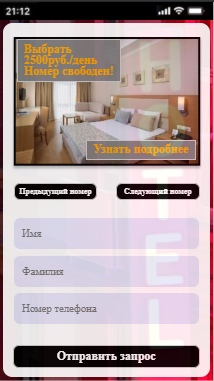 21:12
Выбрать
2500руб./день
Номер свободен!
Узнать подробнее
Предыдущий номер
Следующий номер
Имя
Фамилия
Номер телефона
Отправить запрос